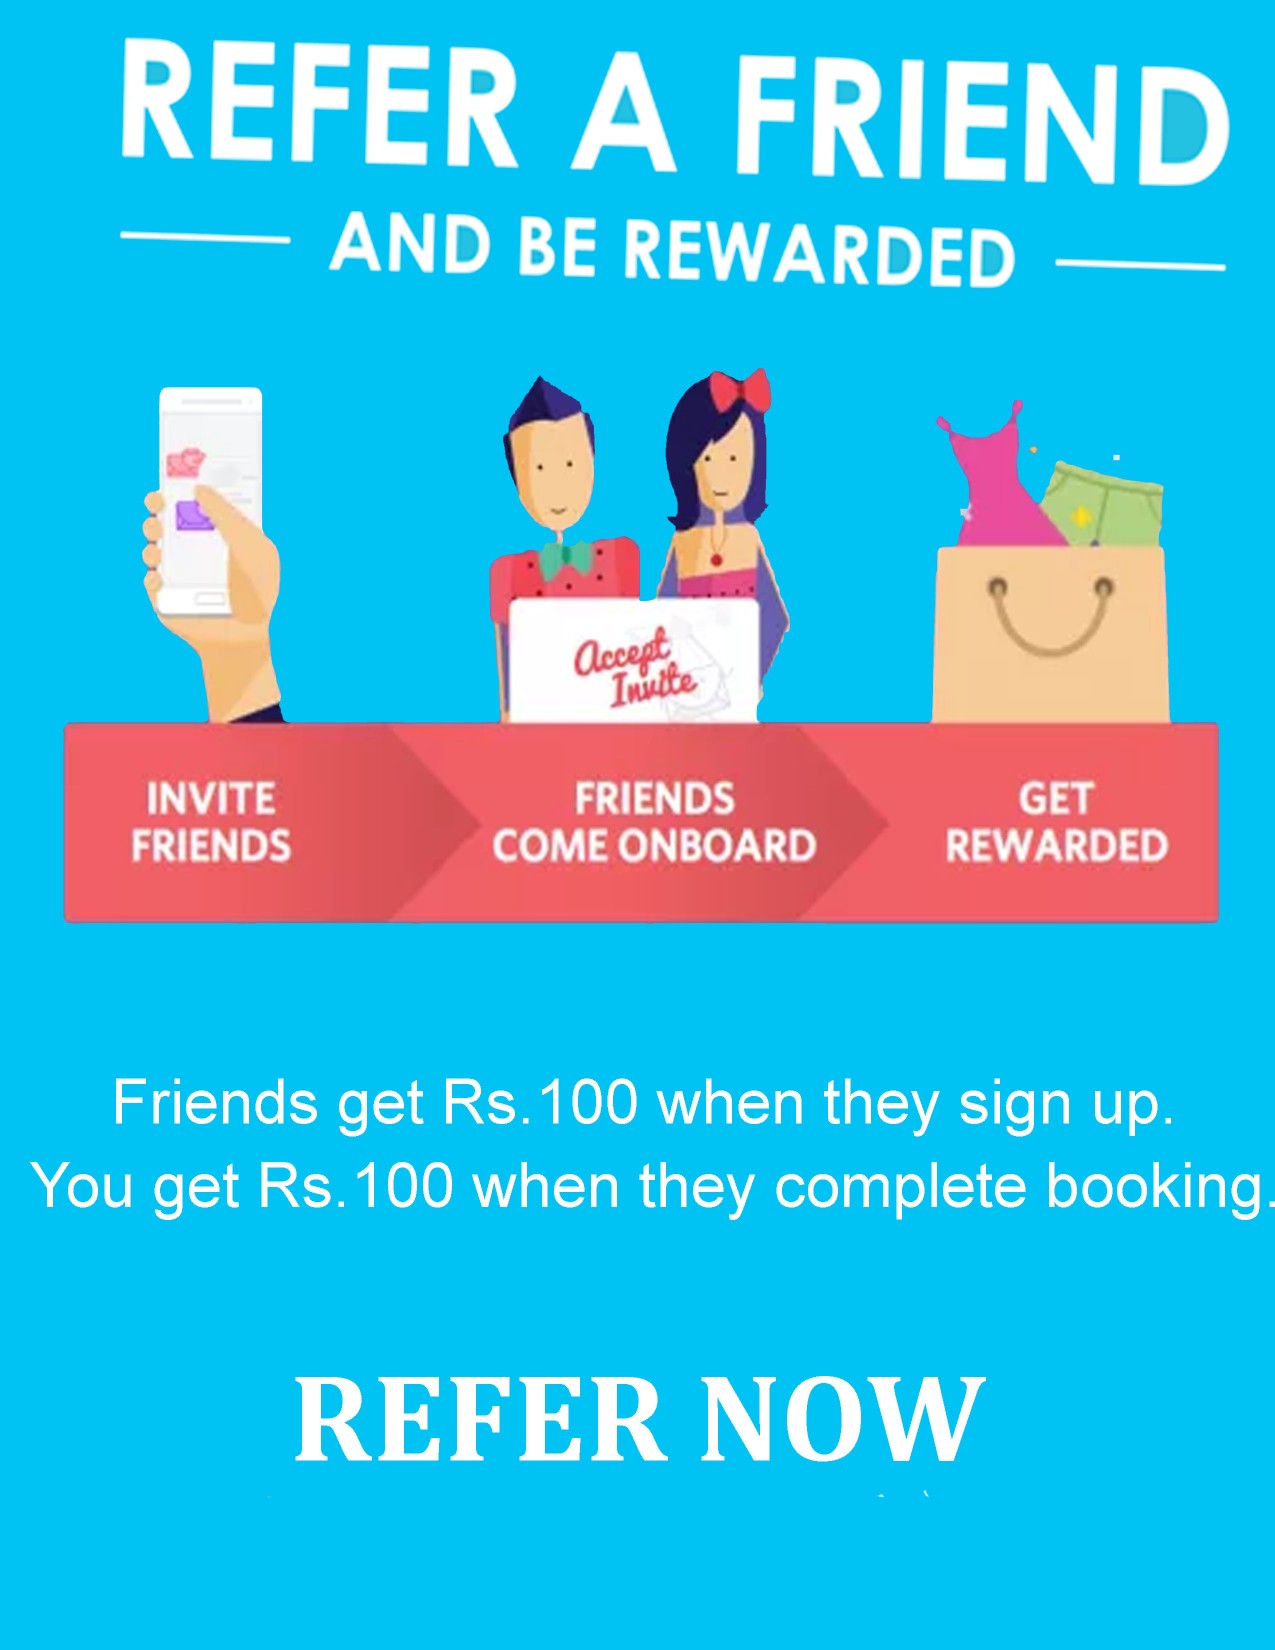 REFER A FRIEND
AND BE REWARDED
Accept
Invite
INVITE
FRIENDS
FRIENDS
COME ONBOARD
GET
REWARDED
Friends get Rs.100 when they sign up.
You get Rs.100 when they complete booking.
REFER NOW